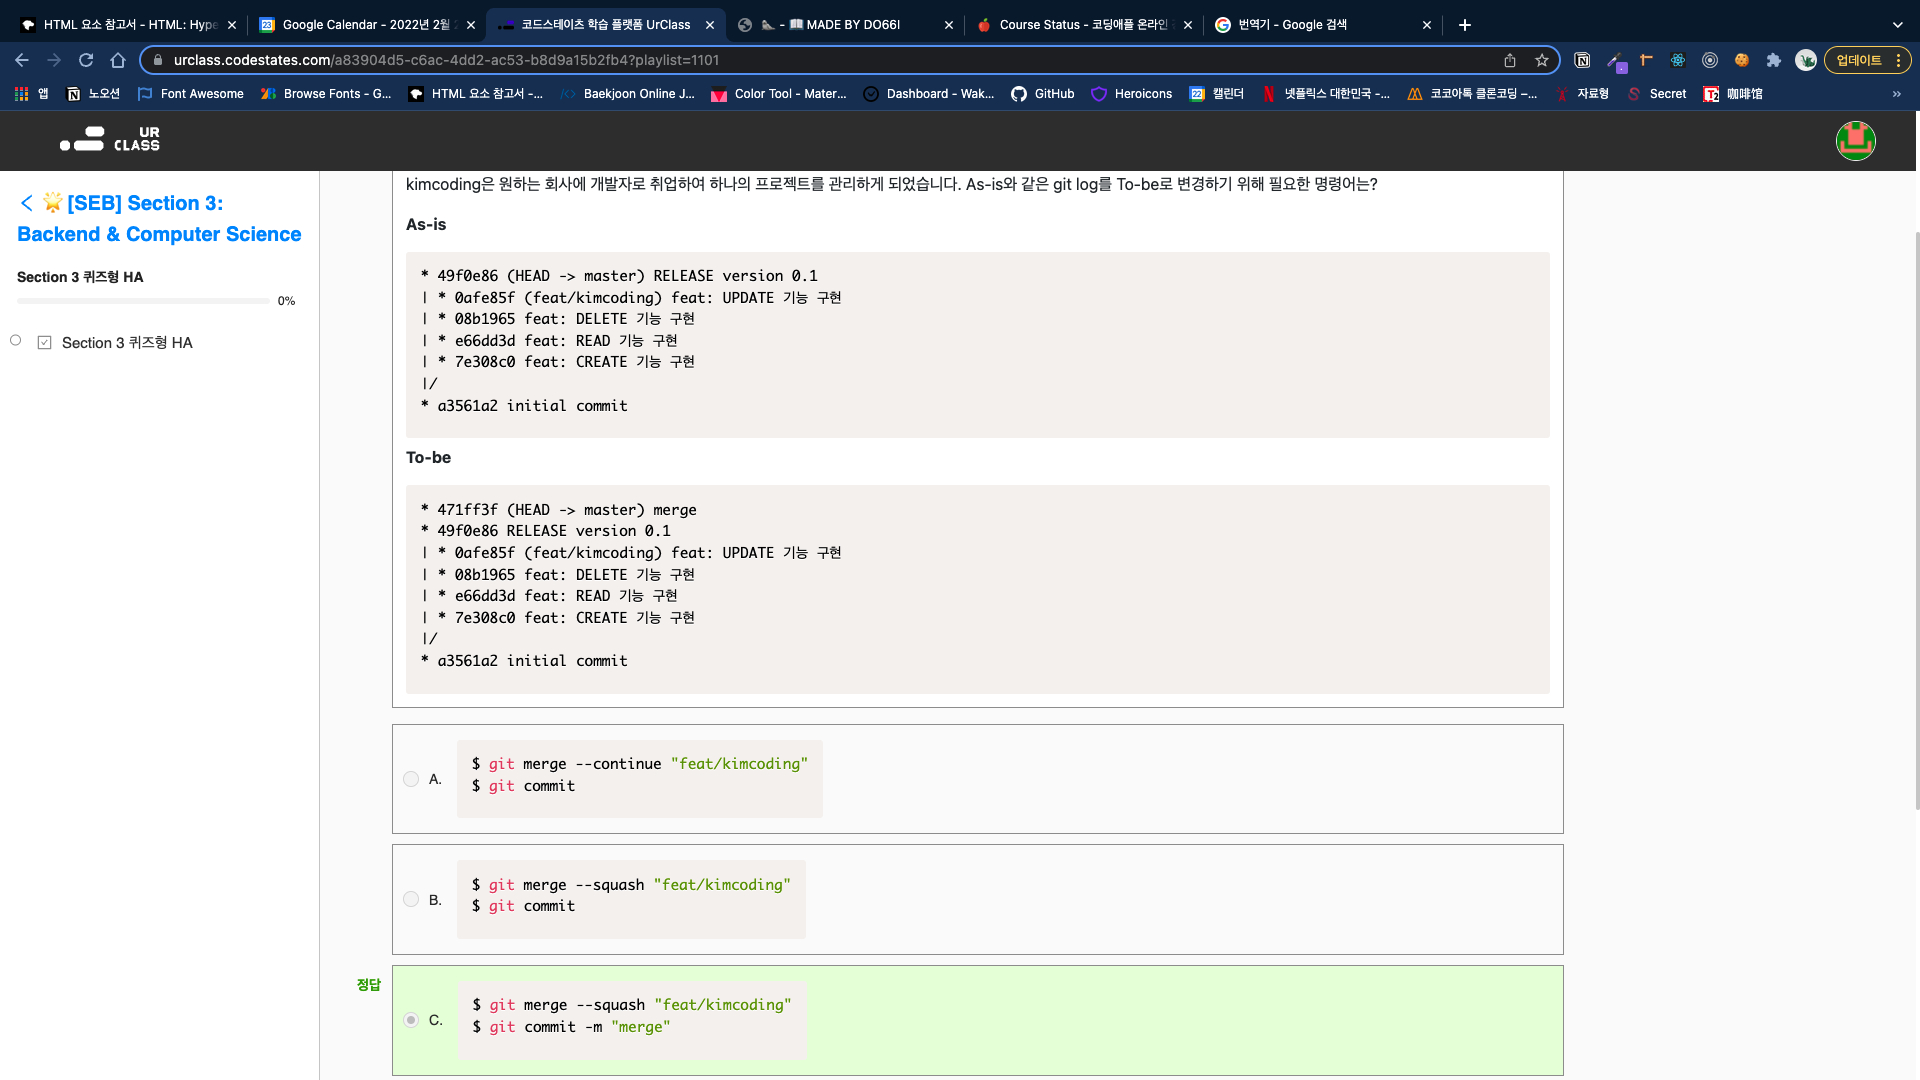 HTML 요소 참고서 - HTML: Hype
Google Calendar - 2022년 2월
코드스테이츠 학습 플랫폼 UrClass
- 📖 MADE BY DO66I
Course Status - 코딩애플 온라인
번역기 - Google 검색
urclass.codestates.com/a83904d5-c6ac-4dd2-ac53-b8d9a15b2fb4?playlist=1101
업데이트
앱
노오션
Font Awesome
Browse Fonts - G...
HTML 요소 참고서 -...
Baekjoon Online J...
Color Tool - Mater...
Dashboard - Wak...
GitHub
Heroicons
캘린더
넷플릭스 대한민국 -...
코코아톡 클론코딩 –...
자료형
Secret
咖啡馆
UR
CLASS
🌟[SEB] Section 3:
Backend & Computer Science
Section 3 퀴즈형 HA
0%
Section 3 퀴즈형 HA
kimcoding은 원하는 회사에 개발자로 취업하여 하나의 프로젝트를 관리하게 되었습니다. As-is와 같은 git log를 To-be로 변경하기 위해 필요한 명령어는?
As-is
* 49f0e86 (HEAD -> master) RELEASE version 0.1
| * 0afe85f (feat/kimcoding) feat: UPDATE 기능 구현
| * 08b1965 feat: DELETE 기능 구현
| * e66dd3d feat: READ 기능 구현
| * 7e308c0 feat: CREATE 기능 구현
|/
* a3561a2 initial commit
To-be
* 471ff3f (HEAD -> master) merge
* 49f0e86 RELEASE version 0.1
| * 0afe85f (feat/kimcoding) feat: UPDATE 기능 구현
| * 08b1965 feat: DELETE 기능 구현
| * e66dd3d feat: READ 기능 구현
| * 7e308c0 feat: CREATE 기능 구현
|/
* a3561a2 initial commit
A.
$ git merge --continue "feat/kimcoding"
$ git commit
B.
$ git merge --squash "feat/kimcoding"
$ git commit
정답
C.
$ git merge --squash "feat/kimcoding"
$ git commit -m "merge"